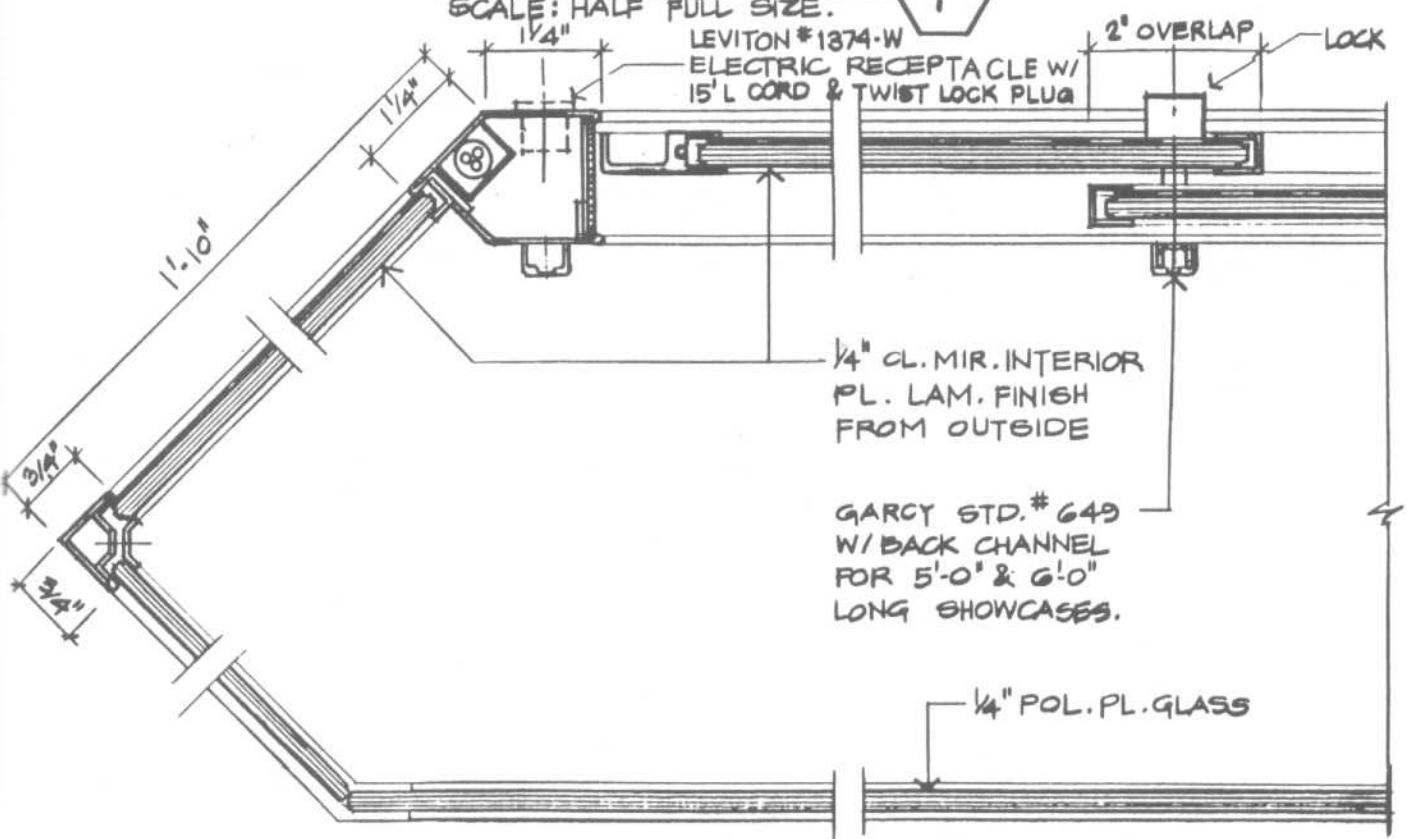 SCALE: HALF FULL SIZE.
1 1/4"
LEVITON #1374-W
ELECTRIC RECEPTACLE W/
15' L CORD & TWIST LOCK PLUG
2" OVERLAP
LOCK
1 1/4"
1'-10"
1/4" CL. MIR. INTERIOR
PL. LAM. FINISH
FROM OUTSIDE
3/4"
3/4"
GARCY STD. #649
W/ BACK CHANNEL
FOR 5'-0" & 6'-0"
LONG SHOWCASES.
1/4" POL. PL. GLASS